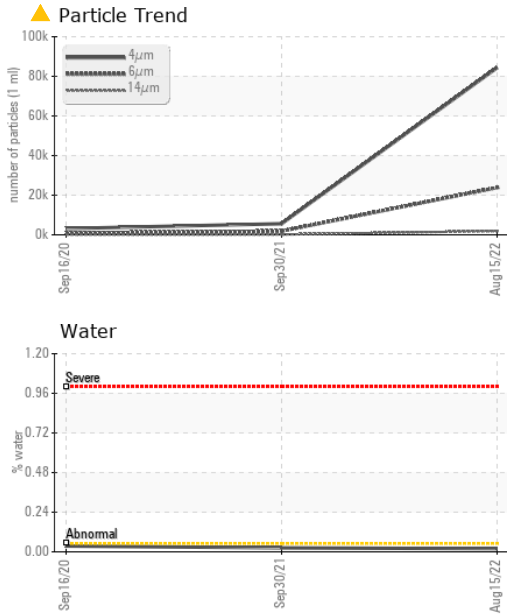 Particle Trend
number of particles (1 ml)
100k
80k
60k
40k
20k
0k
4µm
6µm
14µm
Sep16/20
Sep30/21
Aug15/22
Water
% water
1.20
0.96
0.72
0.48
0.24
0.00
Severe
Abnormal
Sep16/20
Sep30/21
Aug15/22